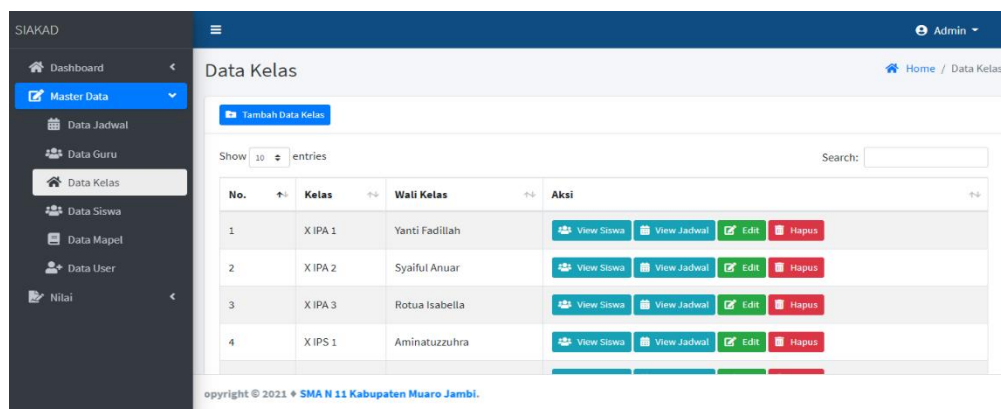 SIAKAD
Admin
Dashboard
Master Data
Data Jadwal
Data Guru
Data Kelas
Data Siswa
Data Mapel
Data User
Nilai
Data Kelas
Home / Data Kelas
Tambah Data Kelas
Show 10 entries
Search:
No. Kelas Wali Kelas Aksi
1 X IPA 1 Yanti Fadillah View Siswa View Jadwal Edit Hapus
2 X IPA 2 Syaiful Anuar View Siswa View Jadwal Edit Hapus
3 X IPA 3 Rotua Isabella View Siswa View Jadwal Edit Hapus
4 X IPS 1 Aminatuzzuhra View Siswa View Jadwal Edit Hapus
opyright © 2021 ♦ SMA N 11 Kabupaten Muaro Jambi.